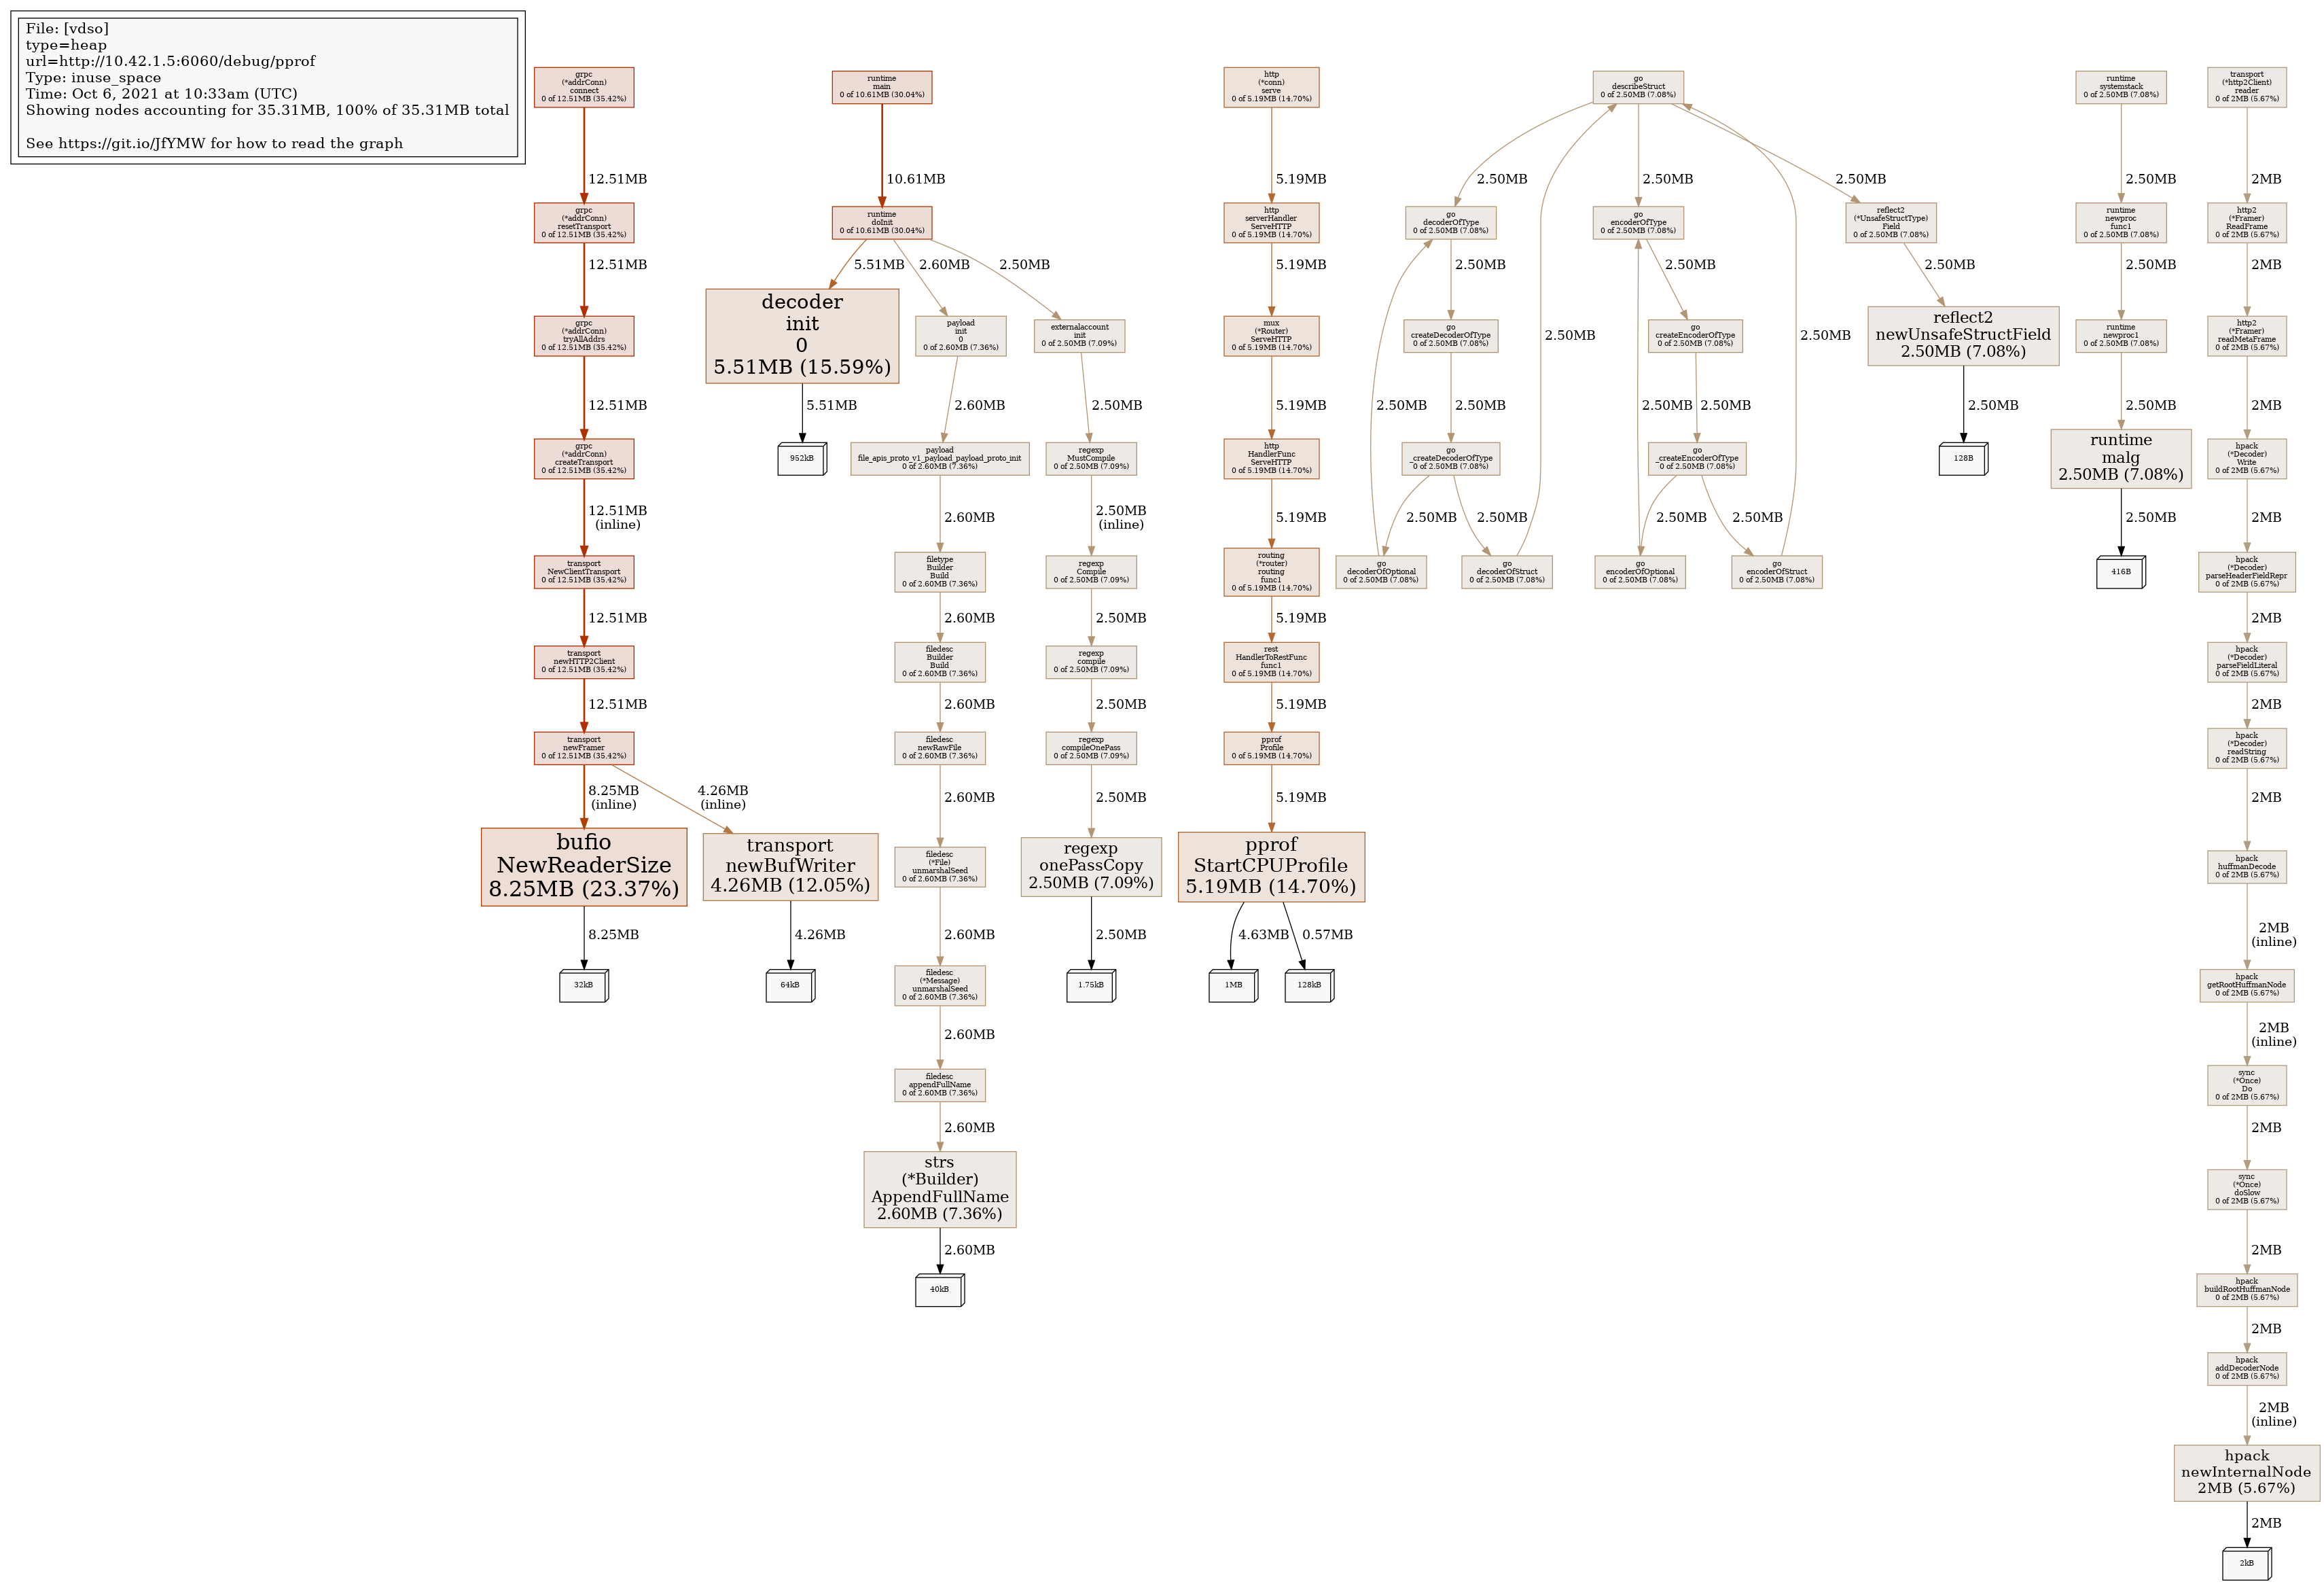 File: [vdso]
type=heap
url=http://10.42.1.5:6060/debug/pprof
Type: inuse_space
Time: Oct 6, 2021 at 10:33am (UTC)
Showing nodes accounting for 35.31MB, 100% of 35.31MB total
See https://git.io/JfYMW for how to read the graph
grpc
(*addrConn)
connect
0 of 12.51MB (35.42%)
12.51MB
grpc
(*addrConn)
resetTransport
0 of 12.51MB (35.42%)
12.51MB
grpc
(*addrConn)
tryAllAddrs
0 of 12.51MB (35.42%)
12.51MB
grpc
(*addrConn)
createTransport
0 of 12.51MB (35.42%)
12.51MB
(inline)
transport
NewClientTransport
0 of 12.51MB (35.42%)
12.51MB
transport
newHTTP2Client
0 of 12.51MB (35.42%)
12.51MB
transport
newFramer
0 of 12.51MB (35.42%)
8.25MB
(inline)
4.26MB
(inline)
bufio
NewReaderSize
8.25MB (23.37%)
8.25MB
32kB
transport
newBufWriter
4.26MB (12.05%)
4.26MB
64kB
runtime
main
0 of 10.61MB (30.04%)
10.61MB
runtime
doInit
0 of 10.61MB (30.04%)
5.51MB
2.60MB
2.50MB
decoder
init
0
5.51MB (15.59%)
5.51MB
952kB
payload
init
0
0 of 2.60MB (7.36%)
2.60MB
payload
file_apis_proto_v1_payload_payload_proto_init
0 of 2.60MB (7.36%)
2.60MB
filetype
Builder
Build
0 of 2.60MB (7.36%)
2.60MB
filedesc
Builder
Build
0 of 2.60MB (7.36%)
2.60MB
filedesc
newRawFile
0 of 2.60MB (7.36%)
2.60MB
filedesc
(*File)
unmarshalSeed
0 of 2.60MB (7.36%)
2.60MB
filedesc
(*Message)
unmarshalSeed
0 of 2.60MB (7.36%)
2.60MB
filedesc
appendFullName
0 of 2.60MB (7.36%)
2.60MB
strs
(*Builder)
AppendFullName
2.60MB (7.36%)
2.60MB
40kB
externalaccount
init
0 of 2.50MB (7.09%)
2.50MB
regexp
MustCompile
0 of 2.50MB (7.09%)
2.50MB
(inline)
regexp
Compile
0 of 2.50MB (7.09%)
2.50MB
regexp
compile
0 of 2.50MB (7.09%)
2.50MB
regexp
compileOnePass
0 of 2.50MB (7.09%)
2.50MB
regexp
onePassCopy
2.50MB (7.09%)
2.50MB
1.75kB
http
(*conn)
serve
0 of 5.19MB (14.70%)
5.19MB
http
serverHandler
ServeHTTP
0 of 5.19MB (14.70%)
5.19MB
mux
(*Router)
ServeHTTP
0 of 5.19MB (14.70%)
5.19MB
http
HandlerFunc
ServeHTTP
0 of 5.19MB (14.70%)
5.19MB
routing
(*router)
routing
func1
0 of 5.19MB (14.70%)
5.19MB
rest
HandlerToRestFunc
func1
0 of 5.19MB (14.70%)
5.19MB
pprof
Profile
0 of 5.19MB (14.70%)
5.19MB
pprof
StartCPUProfile
5.19MB (14.70%)
4.63MB
0.57MB
1MB
128kB
go
describeStruct
0 of 2.50MB (7.08%)
2.50MB
2.50MB
2.50MB
go
decoderOfType
0 of 2.50MB (7.08%)
2.50MB
go
createDecoderOfType
0 of 2.50MB (7.08%)
2.50MB
go
_createDecoderOfType
0 of 2.50MB (7.08%)
2.50MB
2.50MB
go
decoderOfOptional
0 of 2.50MB (7.08%)
2.50MB
go
decoderOfStruct
0 of 2.50MB (7.08%)
2.50MB
go
encoderOfType
0 of 2.50MB (7.08%)
2.50MB
go
createEncoderOfType
0 of 2.50MB (7.08%)
2.50MB
go
_createEncoderOfType
0 of 2.50MB (7.08%)
2.50MB
2.50MB
go
encoderOfOptional
0 of 2.50MB (7.08%)
2.50MB
go
encoderOfStruct
0 of 2.50MB (7.08%)
2.50MB
reflect2
(*UnsafeStructType)
Field
0 of 2.50MB (7.08%)
2.50MB
reflect2
newUnsafeStructField
2.50MB (7.08%)
2.50MB
128B
runtime
systemstack
0 of 2.50MB (7.08%)
2.50MB
runtime
newproc
func1
0 of 2.50MB (7.08%)
2.50MB
runtime
newproc1
0 of 2.50MB (7.08%)
2.50MB
runtime
malg
2.50MB (7.08%)
2.50MB
416B
transport
(*http2Client)
reader
0 of 2MB (5.67%)
2MB
http2
(*Framer)
ReadFrame
0 of 2MB (5.67%)
2MB
http2
(*Framer)
readMetaFrame
0 of 2MB (5.67%)
2MB
hpack
(*Decoder)
Write
0 of 2MB (5.67%)
2MB
hpack
(*Decoder)
parseHeaderFieldRepr
0 of 2MB (5.67%)
2MB
hpack
(*Decoder)
parseFieldLiteral
0 of 2MB (5.67%)
2MB
hpack
(*Decoder)
readString
0 of 2MB (5.67%)
2MB
hpack
huffmanDecode
0 of 2MB (5.67%)
2MB
(inline)
hpack
getRootHuffmanNode
0 of 2MB (5.67%)
2MB
(inline)
sync
(*Once)
Do
0 of 2MB (5.67%)
2MB
sync
(*Once)
doSlow
0 of 2MB (5.67%)
2MB
hpack
buildRootHuffmanNode
0 of 2MB (5.67%)
2MB
hpack
addDecoderNode
0 of 2MB (5.67%)
2MB
(inline)
hpack
newInternalNode
2MB (5.67%)
2MB
2kB